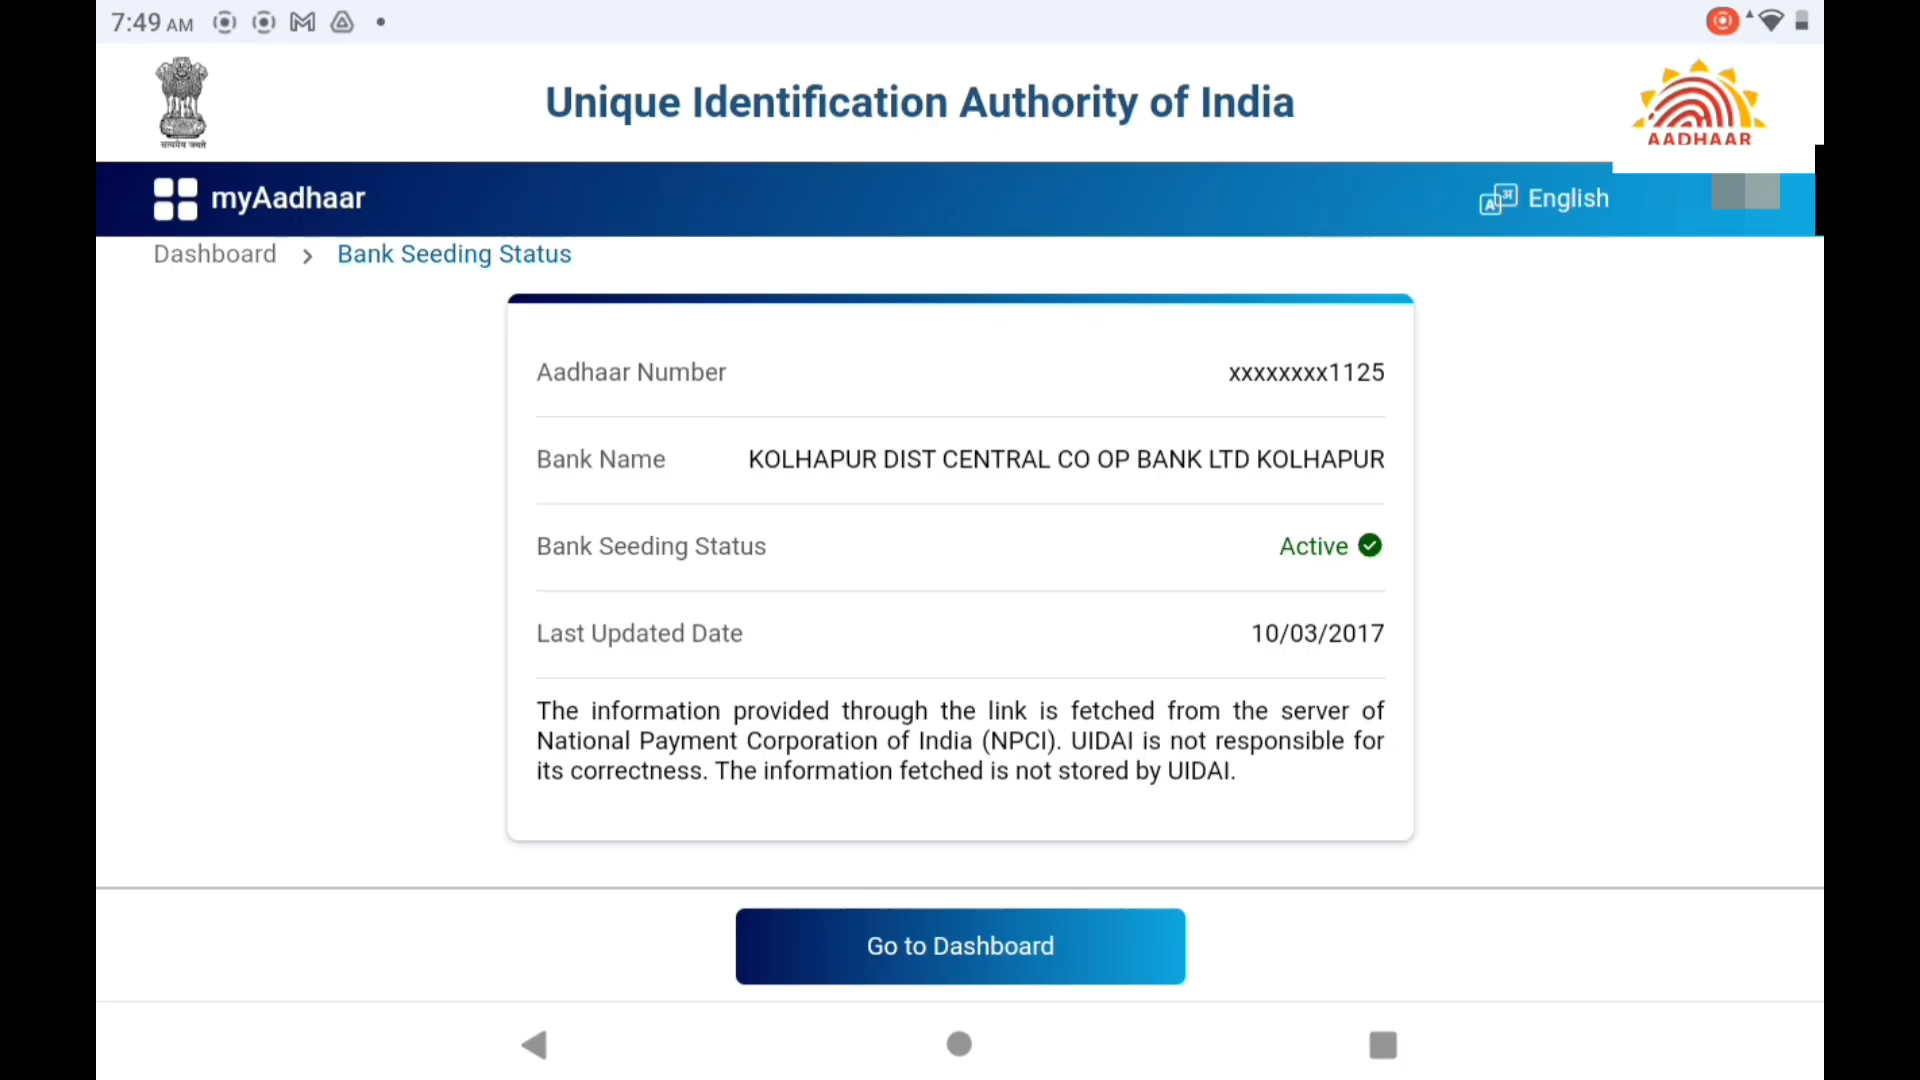 7:49 AM
Unique Identification Authority of India
सत्यमेव जयते
AADHAAR
myAadhaar
English
Dashboard > Bank Seeding Status
Aadhaar Number xxxxxxxx1125
Bank Name KOLHAPUR DIST CENTRAL CO OP BANK LTD KOLHAPUR
Bank Seeding Status Active
Last Updated Date 10/03/2017
The information provided through the link is fetched from the server of
National Payment Corporation of India (NPCI). UIDAI is not responsible for
its correctness. The information fetched is not stored by UIDAI.
Go to Dashboard